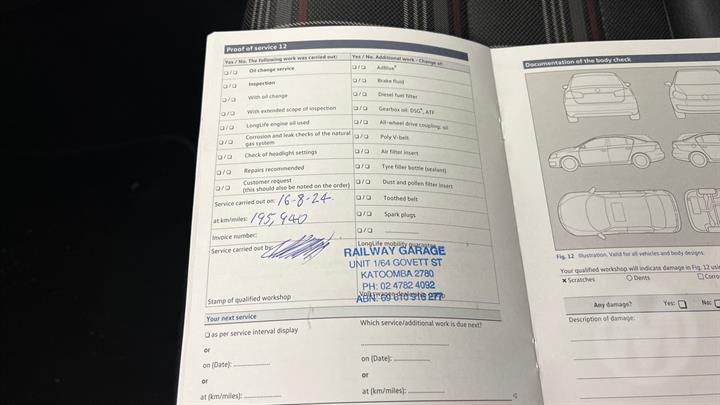 Proof of service 12
Yes / No. The following work was carried out:
❑ / ❑ Oil change service
❑ / ❑ Inspection
❑ / ❑ With oil change
❑ / ❑ With extended scope of inspection
❑ / ❑ LongLife engine oil used
❑ / ❑ Corrosion and leak checks of the natural
gas system
❑ / ❑ Check of headlight settings
❑ / ❑ Repairs recommended
❑ / ❑ Customer request
(this should also be noted on the order)
Service carried out on: 16-8-24
at km/miles: 195,940
Invoice number:
Service carried out by:
Stamp of qualified workshop
Yes / No. Additional work - Change of:
❑ / ❑ AdBlue®
❑ / ❑ Brake fluid
❑ / ❑ Diesel fuel filter
❑ / ❑ Gearbox oil: DSG®, ATF
❑ / ❑ All-wheel drive coupling: oil
❑ / ❑ Poly V-belt
❑ / ❑ Air filter insert
❑ / ❑ Tyre filler bottle (sealant)
❑ / ❑ Dust and pollen filter insert
❑ / ❑ Toothed belt
❑ / ❑ Spark plugs
❑ / ❑ ....................
LongLife mobility guarantee
RAILWAY GARAGE
UNIT 1/64 GOVETT ST
KATOOMBA 2780
PH: 02 4782 4092
ABN: 69 610 516 277
Your next service
❑ as per service interval display
or
on (Date): ....................
or
at (km/miles): ....................
Which service/additional work is due next?
on (Date): ....................
or
at (km/miles): ....................
Documentation of the body check
Fig. 12 Illustration. Valid for all vehicles and body designs.
Your qualified workshop will indicate damage in Fig. 12 usi
x Scratches O Dents ☐ Corro
Any damage? Yes: ☐ No: ☐
Description of damage: